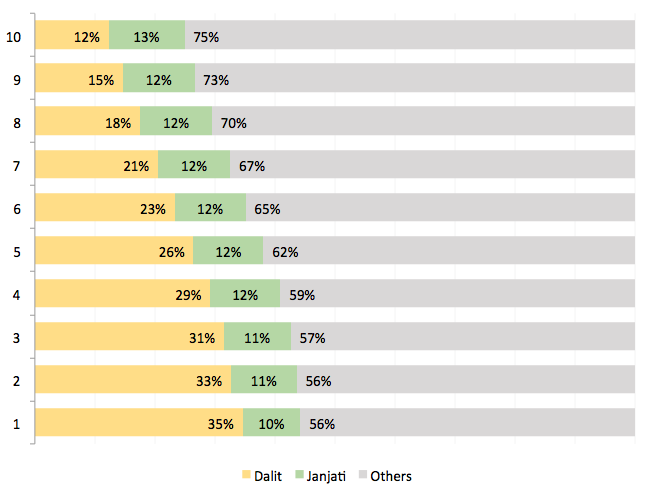 10 12% 13% 75%
9 15% 12% 73%
8 18% 12% 70%
7 21% 12% 67%
6 23% 12% 65%
5 26% 12% 62%
4 29% 12% 59%
3 31% 11% 57%
2 33% 11% 56%
1 35% 10% 56%
Dalit Janjati Others